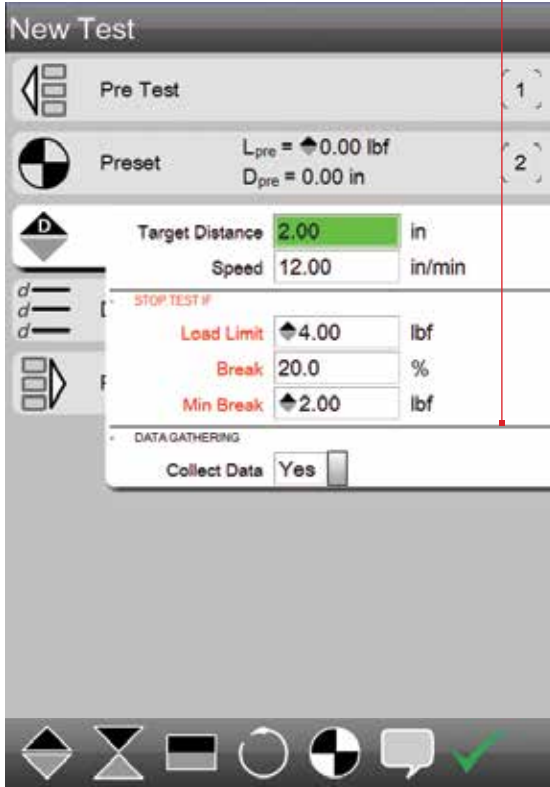 New Test
Pre Test 1
Preset Lpre = 0.00 lbf 2
Dpre = 0.00 in
D
Target Distance 2.00 in
Speed 12.00 in/min
STOP TEST IF
Load Limit 4.00 lbf
Break 20.0 %
Min Break 2.00 lbf
d
d
d
DATA GATHERING
Collect Data Yes